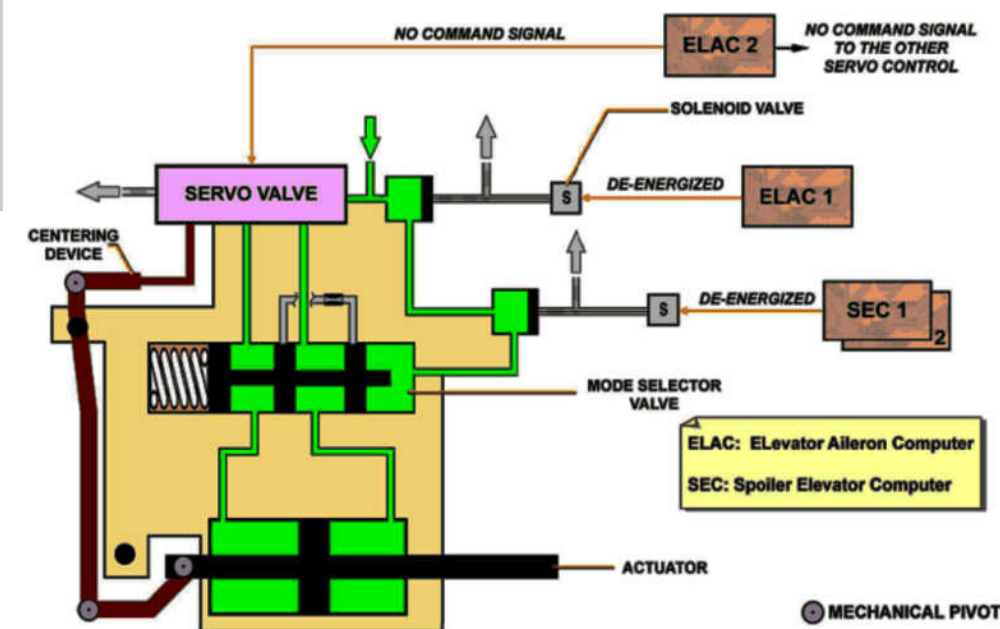 NO COMMAND SIGNAL
ELAC 2
NO COMMAND SIGNAL
TO THE OTHER
SERVO CONTROL
SOLENOID VALVE
SERVO VALVE
S
DE-ENERGIZED
ELAC 1
CENTERING
DEVICE
S
DE-ENERGIZED
SEC 1
2
MODE SELECTOR
VALVE
ELAC: ELevator Aileron Computer
SEC: Spoiler Elevator Computer
ACTUATOR
MECHANICAL PIVOT